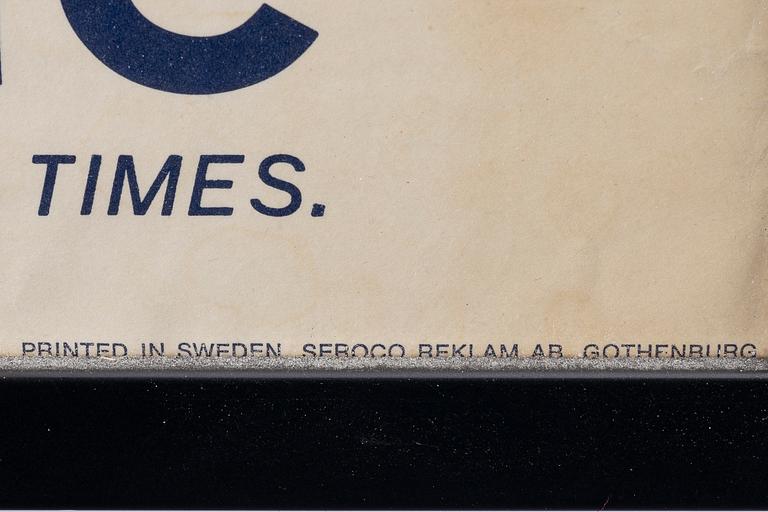 TIMES.
PRINTED IN SWEDEN SEROCO REKLAM AB GOTHENBURG